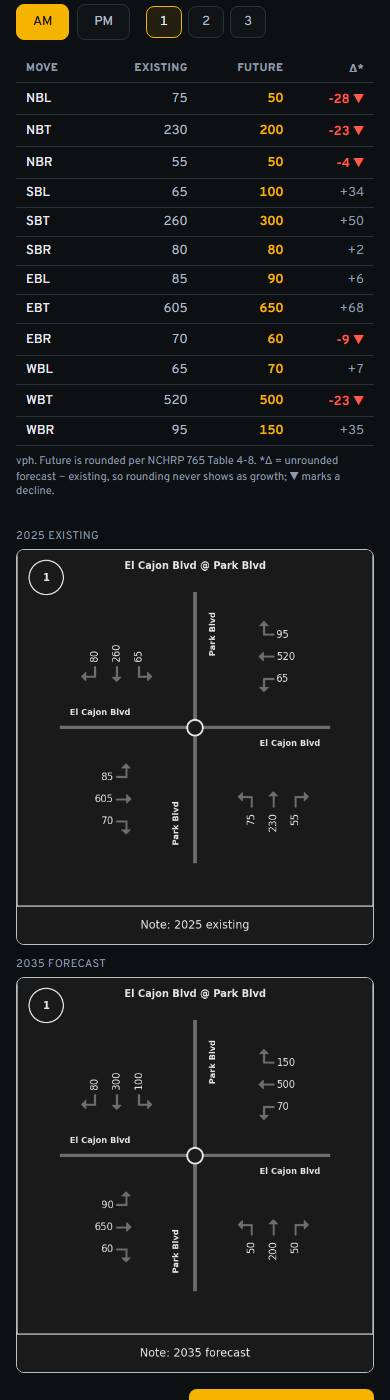 AM PM 1 2 3
MOVE EXISTING FUTURE Δ*
NBL 75 50 -28 ▼
NBT 230 200 -23 ▼
NBR 55 50 -4 ▼
SBL 65 100 +34
SBT 260 300 +50
SBR 80 80 +2
EBL 85 90 +6
EBT 605 650 +68
EBR 70 60 -9 ▼
WBL 65 70 +7
WBT 520 500 -23 ▼
WBR 95 150 +35
vph. Future is rounded per NCHRP 765 Table 4-8. *Δ = unrounded
forecast − existing, so rounding never shows as growth; ▼ marks a
decline.
2025 EXISTING
1
El Cajon Blvd @ Park Blvd
Park Blvd
80 260 65
95
520
65
El Cajon Blvd
El Cajon Blvd
85
605
70
Park Blvd
75 230 55
Note: 2025 existing
2035 FORECAST
1
El Cajon Blvd @ Park Blvd
Park Blvd
80 300 100
150
500
70
El Cajon Blvd
El Cajon Blvd
90
650
60
Park Blvd
50 200 50
Note: 2035 forecast